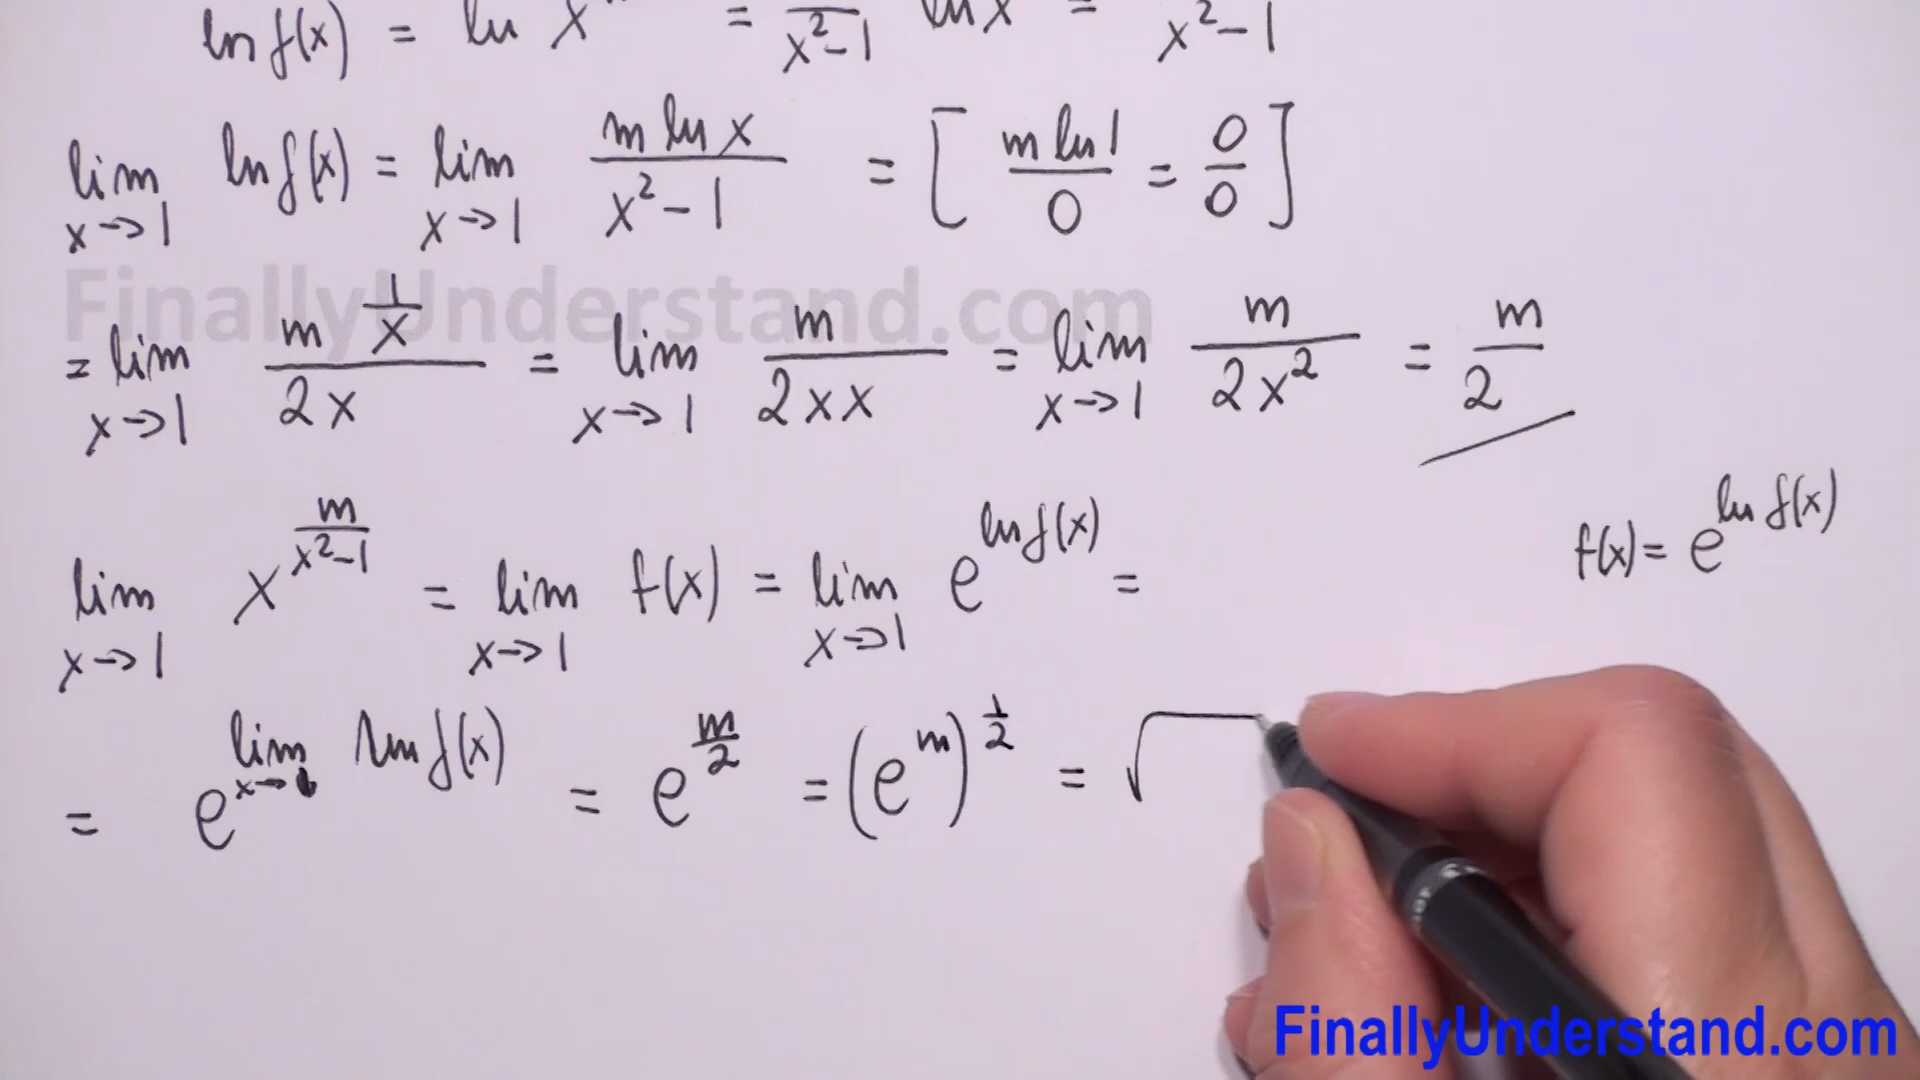 ln f(x) = ln x = / x²-1 ln x = / x²-1
lim x→1 ln f(x) = lim x→1 m ln x / x²-1 = [ m ln 1 / 0 = 0/0 ]
FinallyUnderstand.com
= lim x→1 m 1/x / 2x = lim x→1 m / 2xx = lim x→1 m / 2x² = m/2
lim x→1 x^(m/(x²-1)) = lim x→1 f(x) = lim x→1 e^(ln f(x)) =
f(x) = e^(ln f(x))
= e^(lim x→1 ln f(x)) = e^(m/2) = (e^m)^(1/2) = √
FinallyUnderstand.com